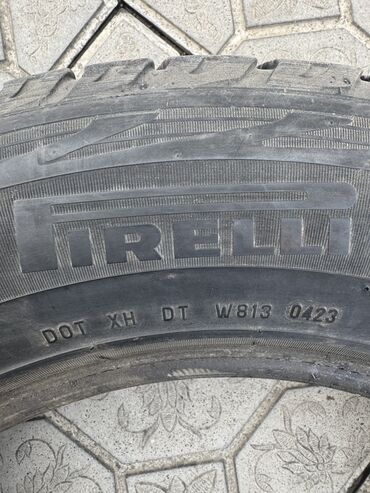 PIRELLI
DOT XH DT W813 0423